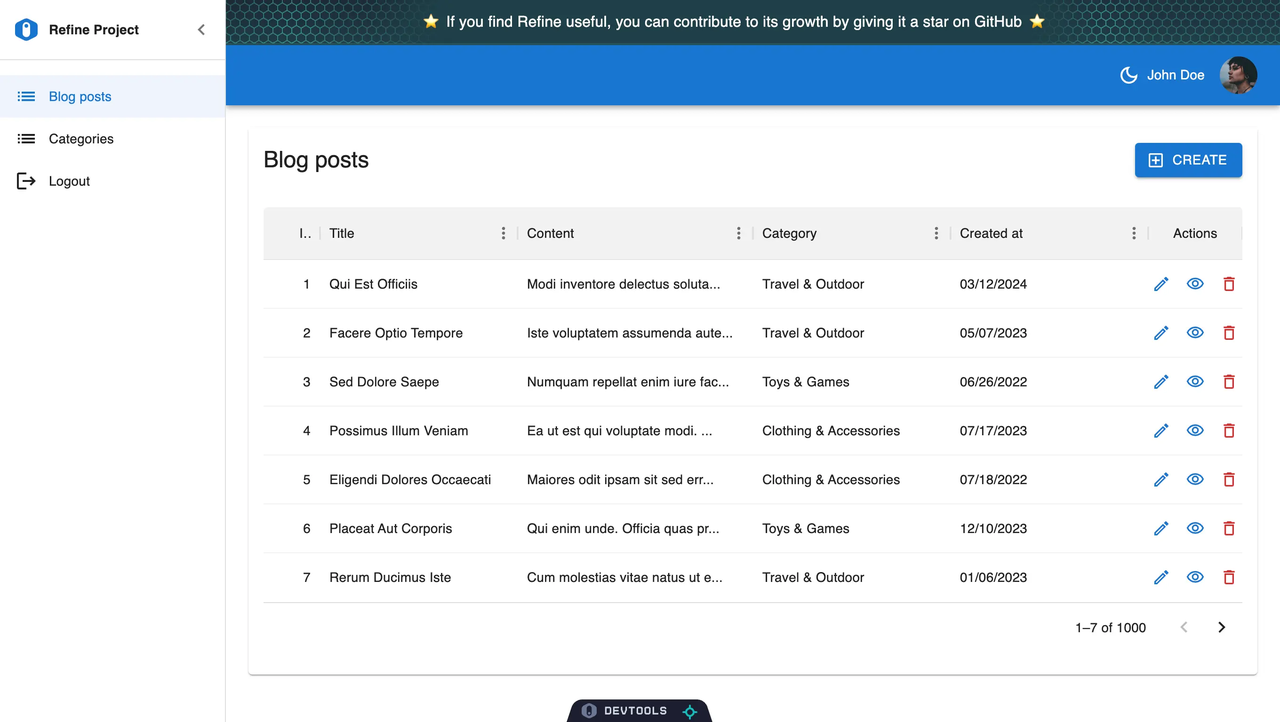 Refine Project
⭐ If you find Refine useful, you can contribute to its growth by giving it a star on GitHub ⭐
John Doe
Blog posts
Categories
Logout
Blog posts
CREATE
I.. Title Content Category Created at Actions
1 Qui Est Officiis Modi inventore delectus soluta... Travel & Outdoor 03/12/2024
2 Facere Optio Tempore Iste voluptatem assumenda aute... Travel & Outdoor 05/07/2023
3 Sed Dolore Saepe Numquam repellat enim iure fac... Toys & Games 06/26/2022
4 Possimus Illum Veniam Ea ut est qui voluptate modi. ... Clothing & Accessories 07/17/2023
5 Eligendi Dolores Occaecati Maiores odit ipsam sit sed err... Clothing & Accessories 07/18/2022
6 Placeat Aut Corporis Qui enim unde. Officia quas pr... Toys & Games 12/10/2023
7 Rerum Ducimus Iste Cum molestias vitae natus ut e... Travel & Outdoor 01/06/2023
1–7 of 1000
DEVTOOLS